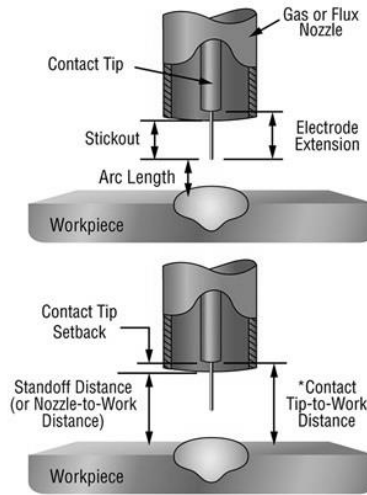 Gas or Flux
Nozzle
Contact Tip
Stickout
Electrode
Extension
Arc Length
Workpiece
Contact Tip
Setback
Standoff Distance
(or Nozzle-to-Work
Distance)
*Contact
Tip-to-Work
Distance
Workpiece